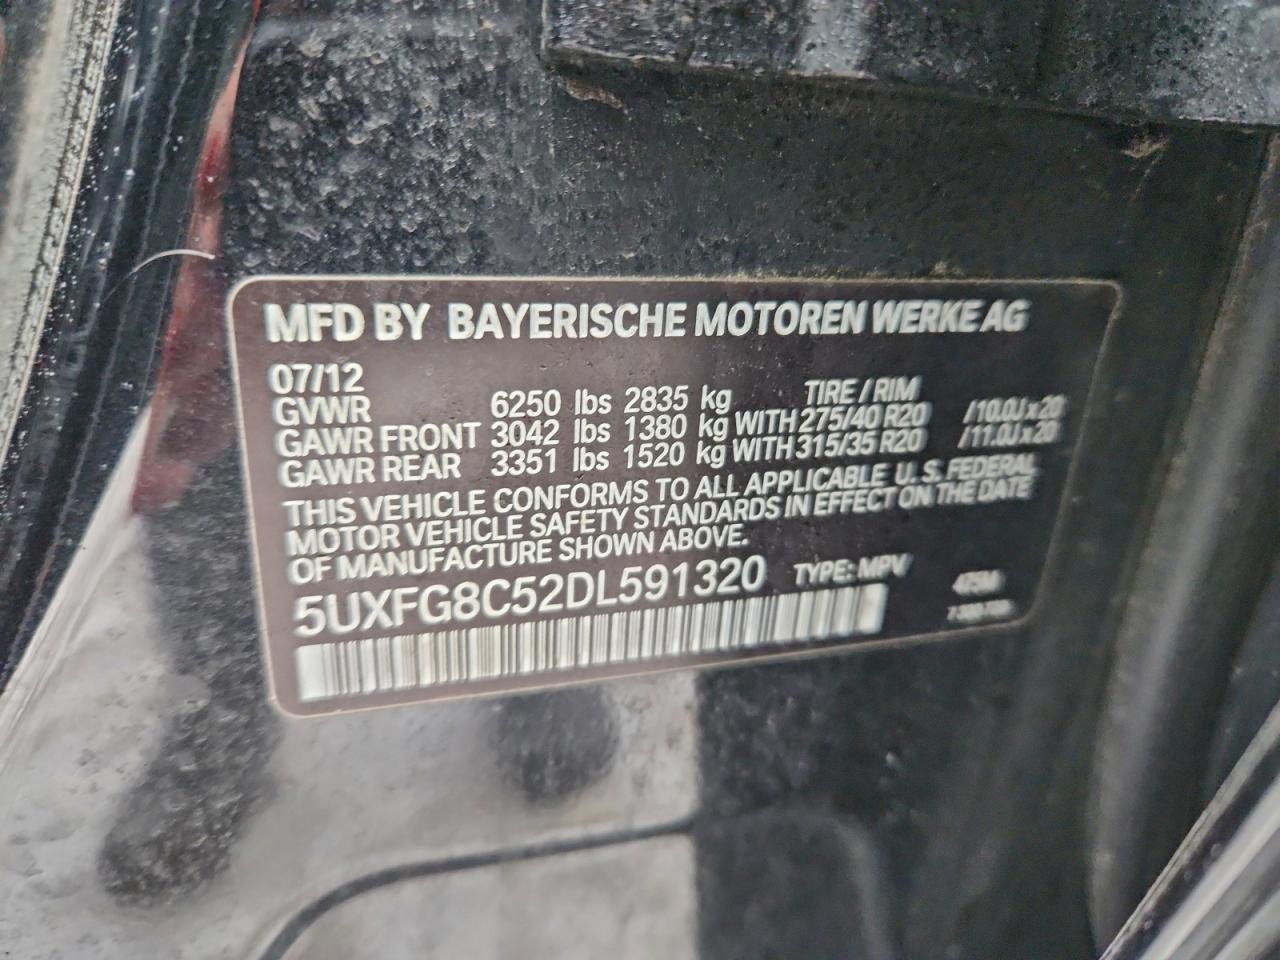 MFD BY BAYERISCHE MOTOREN WERKE AG
07/12
GVWR 6250 lbs 2835 kg TIRE / RIM
GAWR FRONT 3042 lbs 1380 kg WITH 275/40 R20 /10.0J x 20
GAWR REAR 3351 lbs 1520 kg WITH 315/35 R20 /11.0J x 20
THIS VEHICLE CONFORMS TO ALL APPLICABLE U.S. FEDERAL
MOTOR VEHICLE SAFETY STANDARDS IN EFFECT ON THE DATE
OF MANUFACTURE SHOWN ABOVE.
5UXFG8C52DL591320 TYPE: MPV
475M